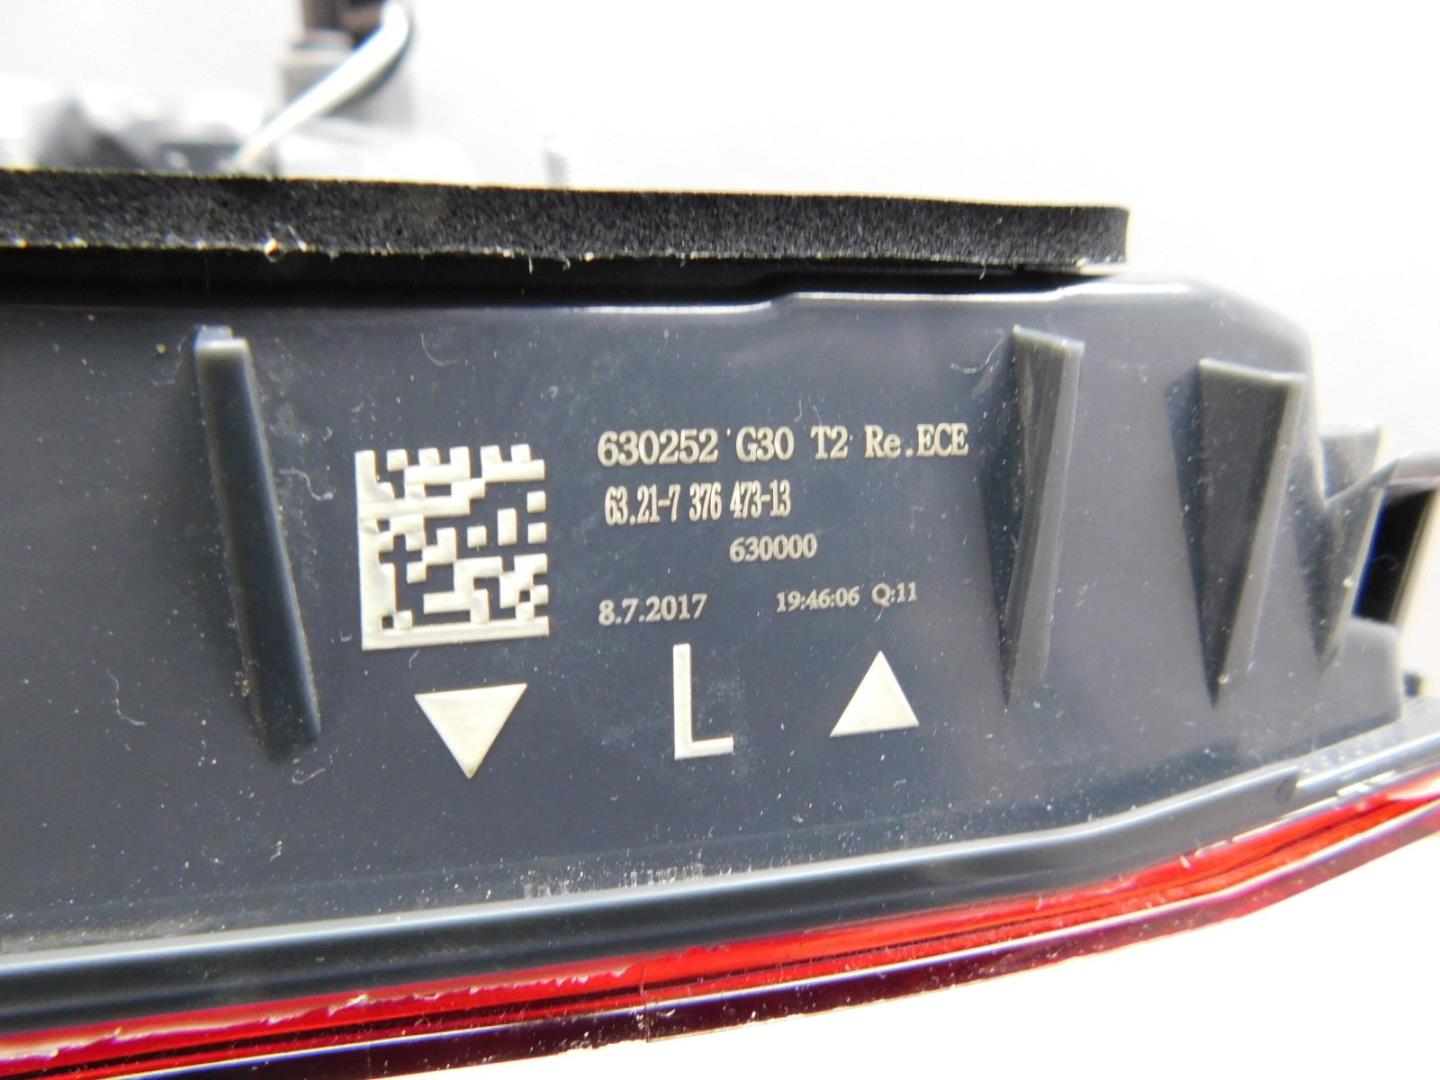 630252 G30 T2 Re.ECE
63.21-7 376 473-13
630000
8.7.2017 19:46:06 Q:11
L